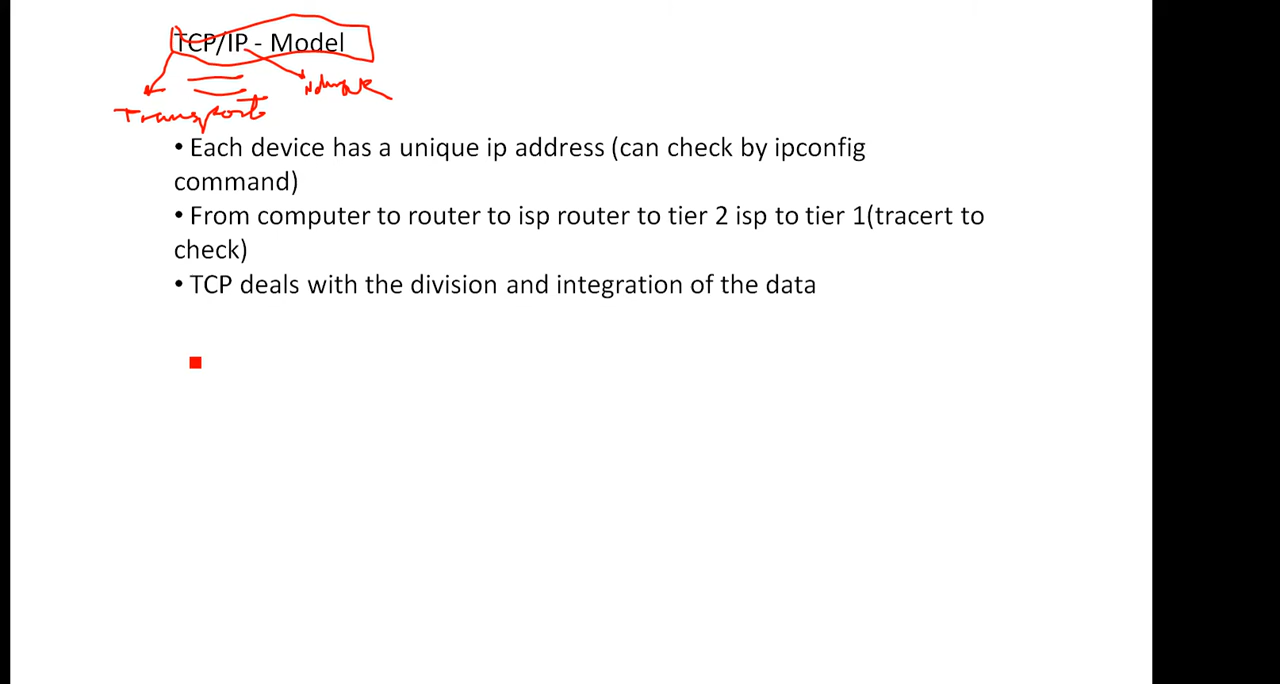 TCP/IP - Model
Transport
• Each device has a unique ip address (can check by ipconfig
command)
• From computer to router to isp router to tier 2 isp to tier 1(tracert to
check)
• TCP deals with the division and integration of the data